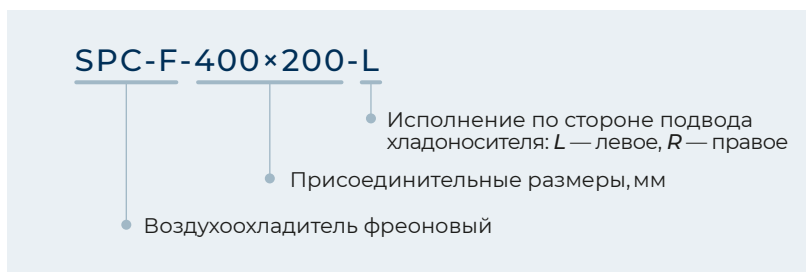 SPC-F-400×200-L
Исполнение по стороне подвода
хладоносителя: L — левое, R — правое
Присоединительные размеры, мм
Воздухоохладитель фреоновый